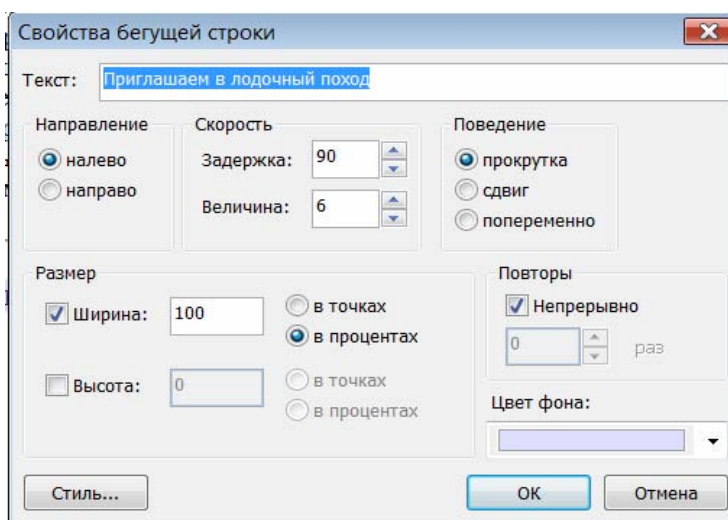 Свойства бегущей строки
Текст: Приглашаем в лодочный поход
Направление
налево
направо
Скорость
Задержка: 90
Величина: 6
Поведение
прокрутка
сдвиг
попеременно
Размер
Ширина: 100
в точках
в процентах
Высота: 0
в точках
в процентах
Повторы
Непрерывно
0 раз
Цвет фона:
Стиль...
ОК
Отмена